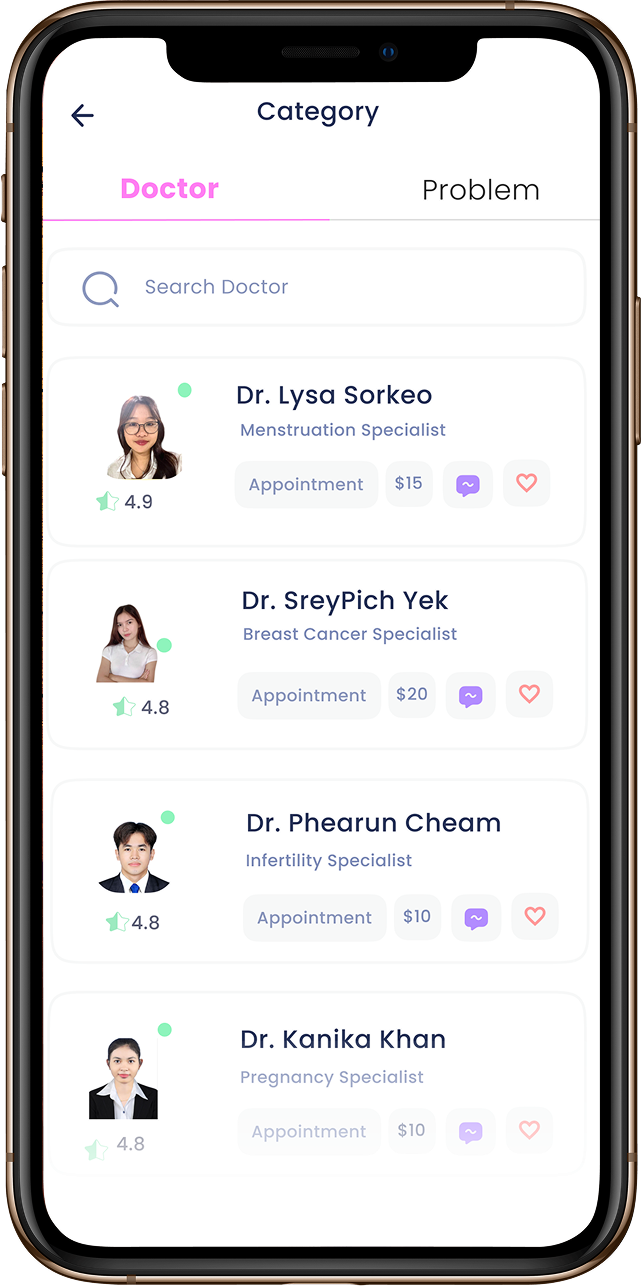 Category
Doctor Problem
Search Doctor
Dr. Lysa Sorkeo
Menstruation Specialist
Appointment $15
4.9
Dr. SreyPich Yek
Breast Cancer Specialist
Appointment $20
4.8
Dr. Phearun Cheam
Infertility Specialist
Appointment $10
4.8
Dr. Kanika Khan
Pregnancy Specialist
Appointment $10
4.8